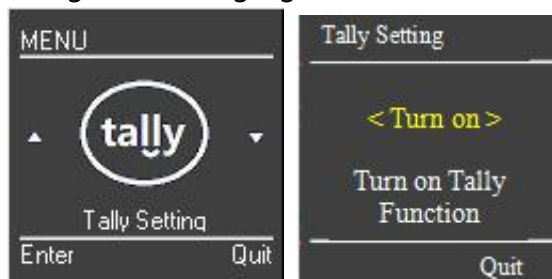 MENU
tally
Tally Setting
Enter Quit
Tally Setting
< Turn on >
Turn on Tally
Function
Quit